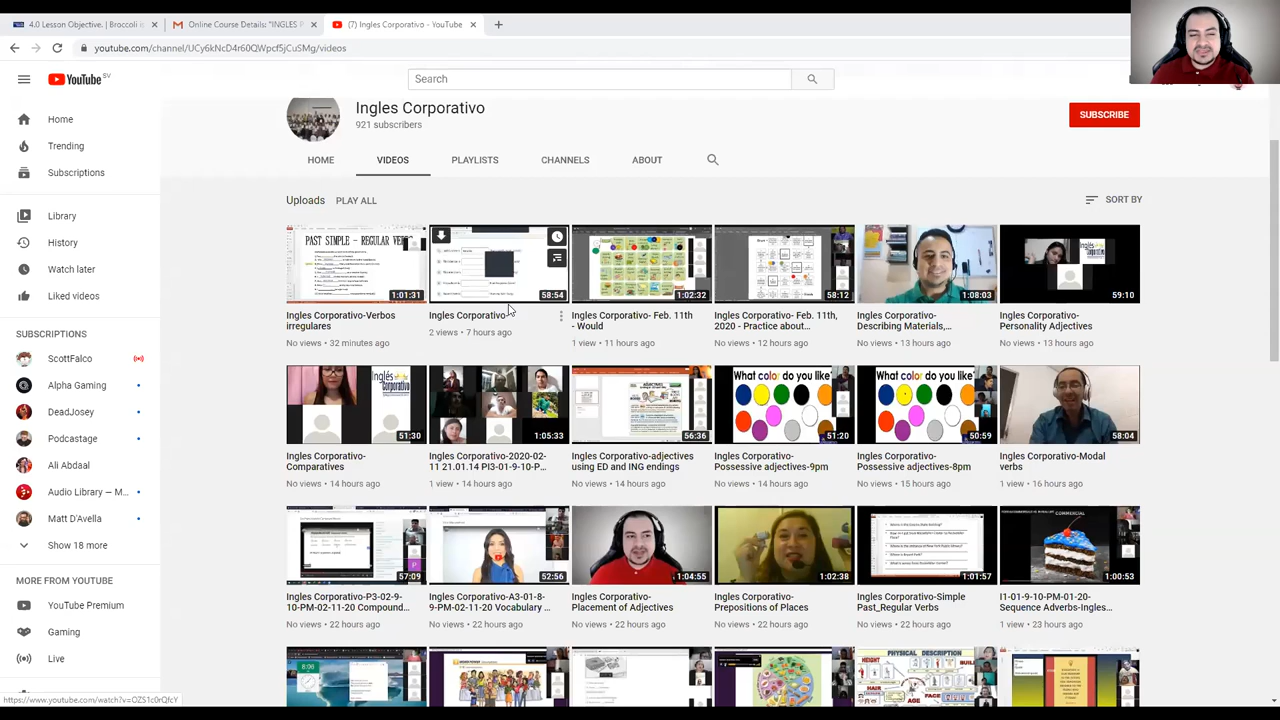 4.0 Lesson Objective. | Broccoli
Online Course Details: "INGLES P
(7) Ingles Corporativo - YouTube
youtube.com/channel/UCy6kNcD4r60QWpcf5jCuSMg/videos
YouTube SV
Search
Ingles Corporativo
921 subscribers
SUBSCRIBE
HOME VIDEOS PLAYLISTS CHANNELS ABOUT
Uploads PLAY ALL SORT BY
Home
Trending
Subscriptions
Library
History
Watch later
Liked videos
SUBSCRIPTIONS
ScottFalco
Alpha Gaming
DeadJosey
Podcastage
Ali Abdaal
Audio Library — M...
Matt D'Avella
more
MORE FROM YOUTUBE
YouTube Premium
Gaming
Live
PAST SIMPLE - REGULAR VE
1:01:31 58:54 1:02:32 58:17 1:08:03 59:10
Ingles Corporativo-Verbos
irregulares
No views • 32 minutes ago
Ingles Corporativo-
2 views • 7 hours ago
Ingles Corporativo- Feb. 11th
- Would
1 view • 11 hours ago
Ingles Corporativo- Feb. 11th,
2020 - Practice about...
No views • 12 hours ago
Ingles Corporativo-
Describing Materials,...
No views • 13 hours ago
Ingles Corporativo-
Personality Adjectives
No views • 13 hours ago
Inglés
Corporativo
What color do you like?
What color do you like?
51:30 1:05:33 56:36 51:20 50:59 58:04
Ingles Corporativo-
Comparatives
No views • 14 hours ago
Ingles Corporativo-2020-02-
11 21.01.14 PI3-01-9-10-P...
1 view • 14 hours ago
Ingles Corporativo-adjectives
using ED and ING endings
No views • 14 hours ago
Ingles Corporativo-
Possessive adjectives-9pm
No views • 14 hours ago
Ingles Corporativo-
Possessive adjectives-8pm
No views • 15 hours ago
Ingles Corporativo-Modal
verbs
1 view • 16 hours ago
COMMERCIAL
57:09 52:56 1:04:55 1:02:38 1:01:57 1:00:53
Ingles Corporativo-P3-02-9-
10-PM-02-11-20 Compound...
No views • 22 hours ago
Ingles Corporativo-A3-01-8-
9-PM-02-11-20 Vocabulary ...
No views • 22 hours ago
Ingles Corporativo-
Placement of Adjectives
No views • 22 hours ago
Ingles Corporativo-
Prepositions of Places
No views • 22 hours ago
Ingles Corporativo-Simple
Past_Regular Verbs
No views • 22 hours ago
I1-01-9-10-PM-01-20-
Sequence Adverbs-Ingles...
1 view • 23 hours ago
PHYSICAL DESCRIPTION
HEIGHT
HAIR
AGE
FACE
https://www.youtube.com/watch?v=OZS1c0rQfcY